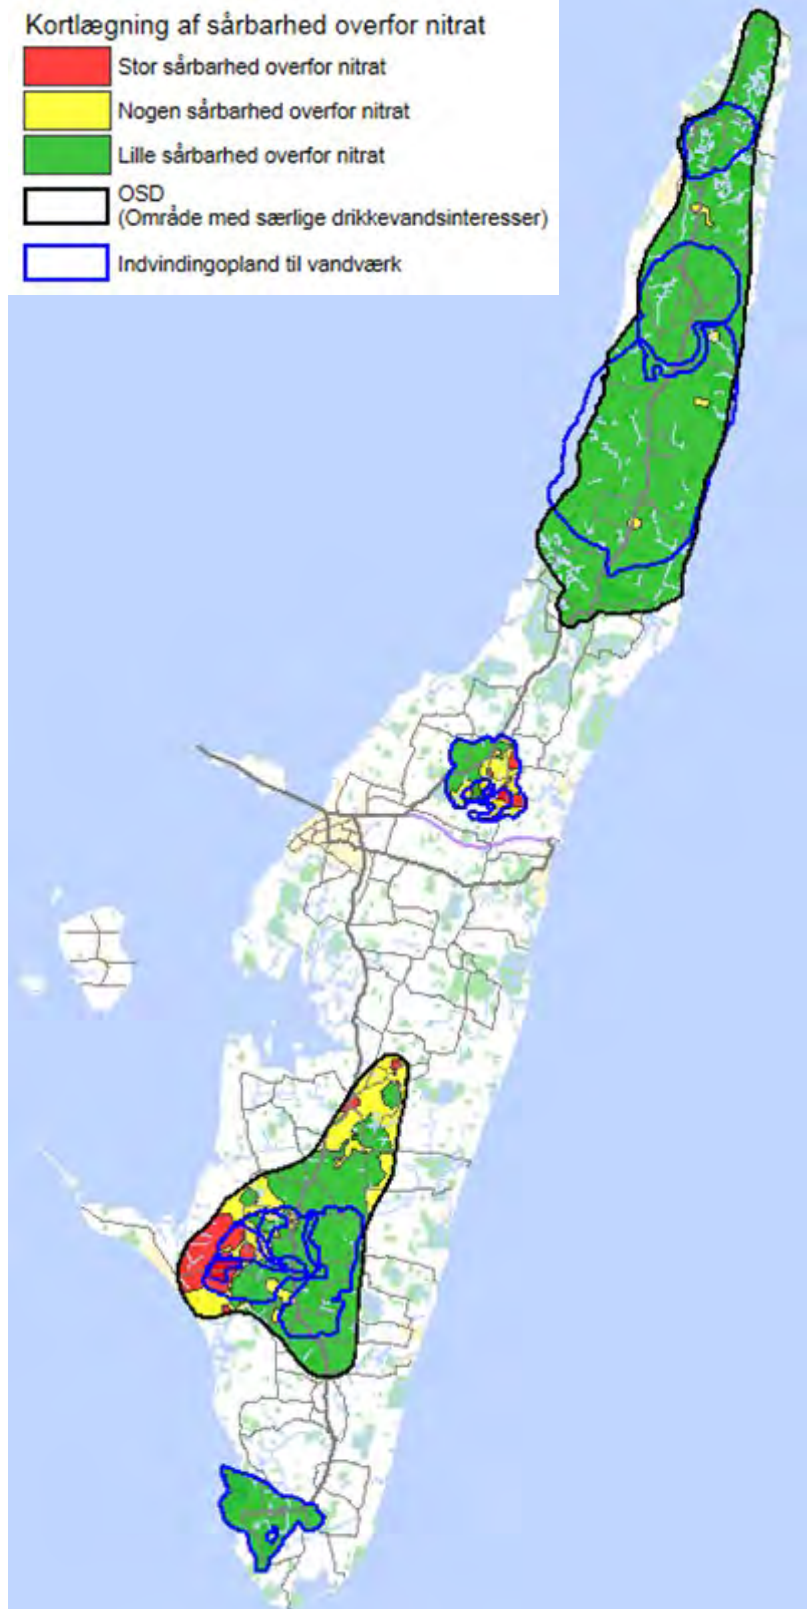 Kortlægning af sårbarhed overfor nitrat
Stor sårbarhed overfor nitrat
Nogen sårbarhed overfor nitrat
Lille sårbarhed overfor nitrat
OSD
(Område med særlige drikkevandsinteresser)
Indvindingopland til vandværk